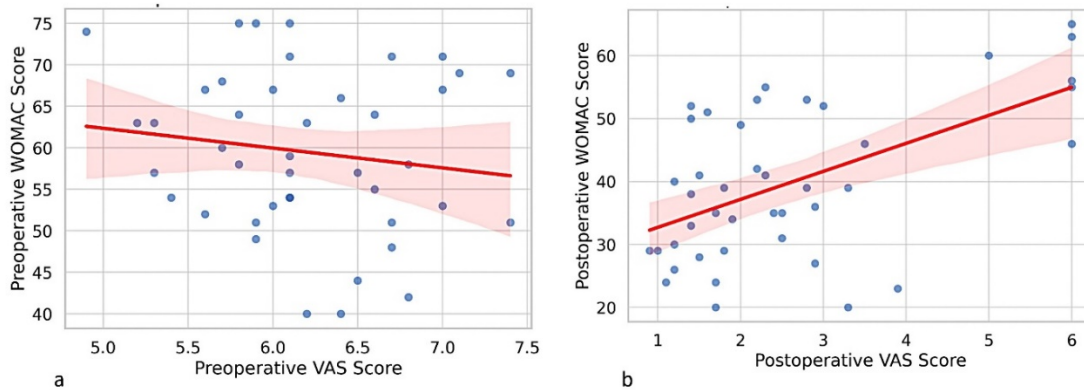 75
70
65
60
55
50
45
40
Preoperative WOMAC Score
5.0 5.5 6.0 6.5 7.0 7.5
Preoperative VAS Score
a
60
50
40
30
20
Postoperative WOMAC Score
1 2 3 4 5 6
Postoperative VAS Score
b